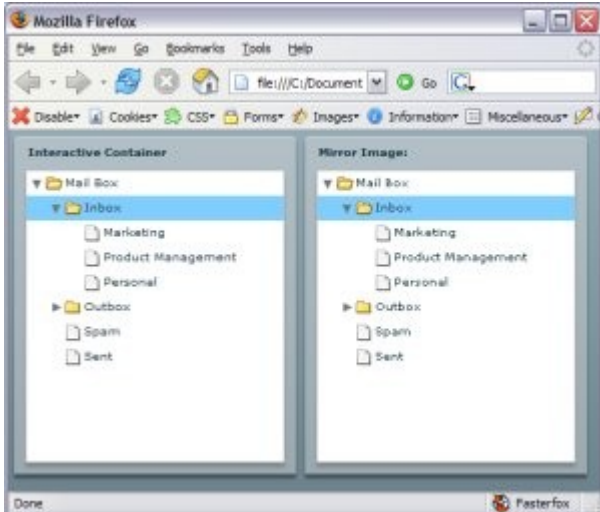 Mozilla Firefox
File Edit View Go Bookmarks Tools Help
file:///C:/Document Go
Disable Cookies CSS Forms Images Information Miscellaneous
Interactive Container
Mail Box
Inbox
Marketing
Product Management
Personal
Outbox
Spam
Sent
Mirror Image:
Mail Box
Inbox
Marketing
Product Management
Personal
Outbox
Spam
Sent
Done Fasterfox